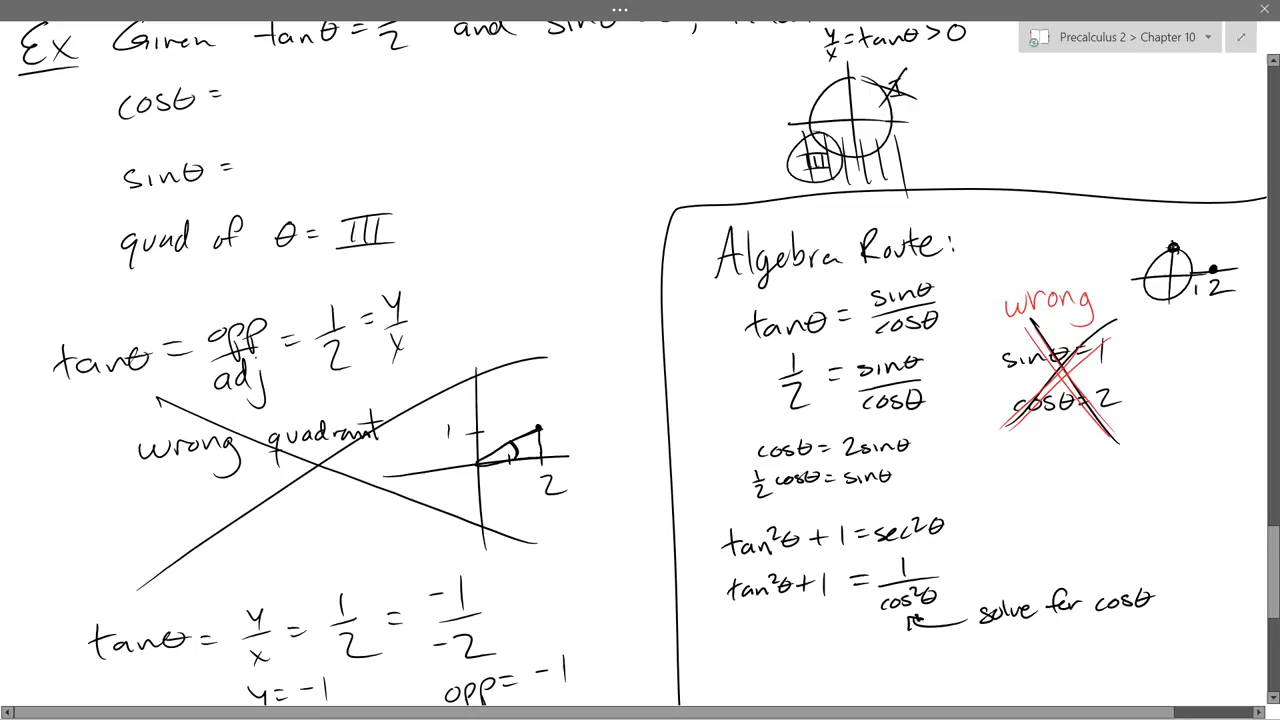 Ex Given tanθ = 1/2 and sinθ
y/x = tanθ > 0
Precalculus 2 > Chapter 10
cosθ =
sinθ =
quad of θ = III
I
III
tanθ = opp/adj = 1/2 = y/x
wrong quadrant
1
2
tanθ = y/x = 1/2 = -1/-2
y = -1
opp = -1
Algebra Route:
tanθ = sinθ/cosθ
1/2 = sinθ/cosθ
cosθ = 2sinθ
1/2 cosθ = sinθ
tan²θ + 1 = sec²θ
tan²θ + 1 = 1/cos²θ
solve for cosθ
wrong
sinθ = 1
cosθ = 2
1 2